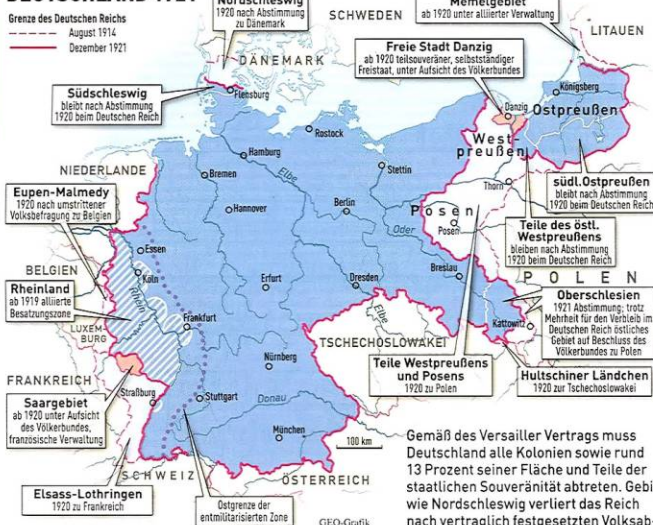 DEUTSCHLAND 1921
Grenze des Deutschen Reichs
August 1914
Dezember 1921
Nordschleswig
1920 nach Abstimmung
zu Dänemark
SCHWEDEN
Memelgebiet
ab 1920 unter alliierter Verwaltung
LITAUEN
DÄNEMARK
Freie Stadt Danzig
ab 1920 teilsouveräner, selbstständiger
Freistaat, unter Aufsicht des Völkerbundes
Südschleswig
bleibt nach Abstimmung
1920 beim Deutschen Reich
Flensburg
Königsberg
Danzig
Ostpreußen
Rostock
West
preußen
Hamburg
Elbe
Stettin
NIEDERLANDE
Bremen
Thorn
südl. Ostpreußen
bleibt nach Abstimmung
1920 beim Deutschen Reich
Eupen-Malmedy
1920 nach umstrittener
Volksbefragung zu Belgien
Hannover
Berlin
Posen
Posen
Oder
Teile des östl.
Westpreußens
bleiben nach Abstimmung
1920 beim Deutschen Reich
Essen
BELGIEN
Köln
Rheinland
ab 1919 alliierte
Besatzungszone
Rhein
Erfurt
Dresden
Elbe
Breslau
POLEN
Oberschlesien
1921 Abstimmung; trotz
Mehrheit für den Verbleib im
Deutschen Reich östliches
Gebiet auf Beschluss des
Völkerbundes zu Polen
Kattowitz
LUXEM-
BURG
Frankfurt
TSCHECHOSLOWAKEI
FRANKREICH
Nürnberg
Teile Westpreußens
und Posens
1920 zu Polen
Hultschiner Ländchen
1920 zur Tschechoslowakei
Saargebiet
ab 1920 unter Aufsicht
des Völkerbundes,
französische Verwaltung
Straßburg
Stuttgart
Donau
München
100 km
SCHWEIZ
ÖSTERREICH
Elsass-Lothringen
1920 zu Frankreich
Ostgrenze der
entmilitarisierten Zone
GEO-Grafik
Gemäß des Versailler Vertrags muss
Deutschland alle Kolonien sowie rund
13 Prozent seiner Fläche und Teile der
staatlichen Souveränität abtreten. Gebi
wie Nordschleswig verliert das Reich
nach vertraglich festgesetzten Volksab